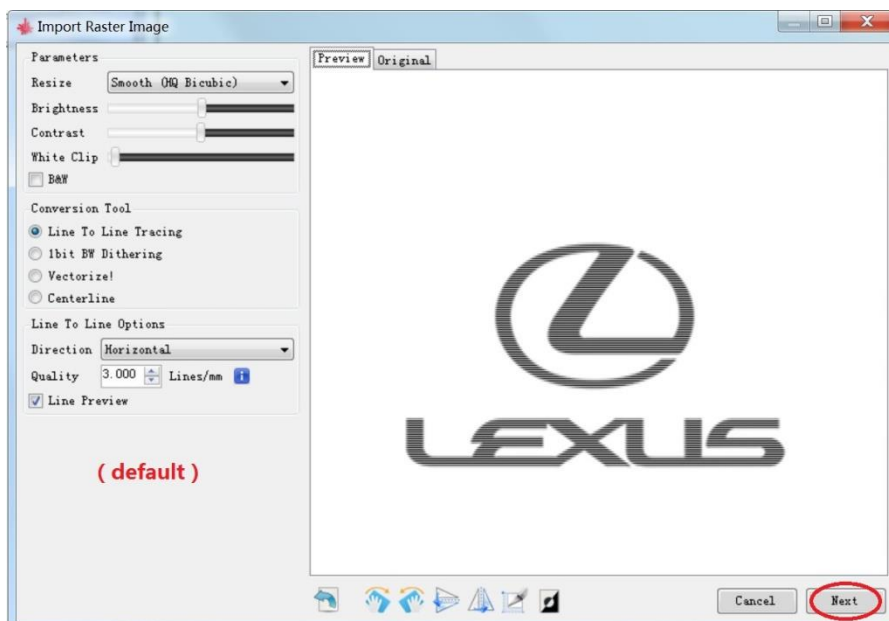 Import Raster Image
Parameters
Resize Smooth (HQ Bicubic)
Brightness
Contrast
White Clip
B&W
Conversion Tool
Line To Line Tracing
1bit BW Dithering
Vectorize!
Centerline
Line To Line Options
Direction Horizontal
Quality 3.000 Lines/mm
Line Preview
( default )
Preview Original
LEXUS
Cancel Next